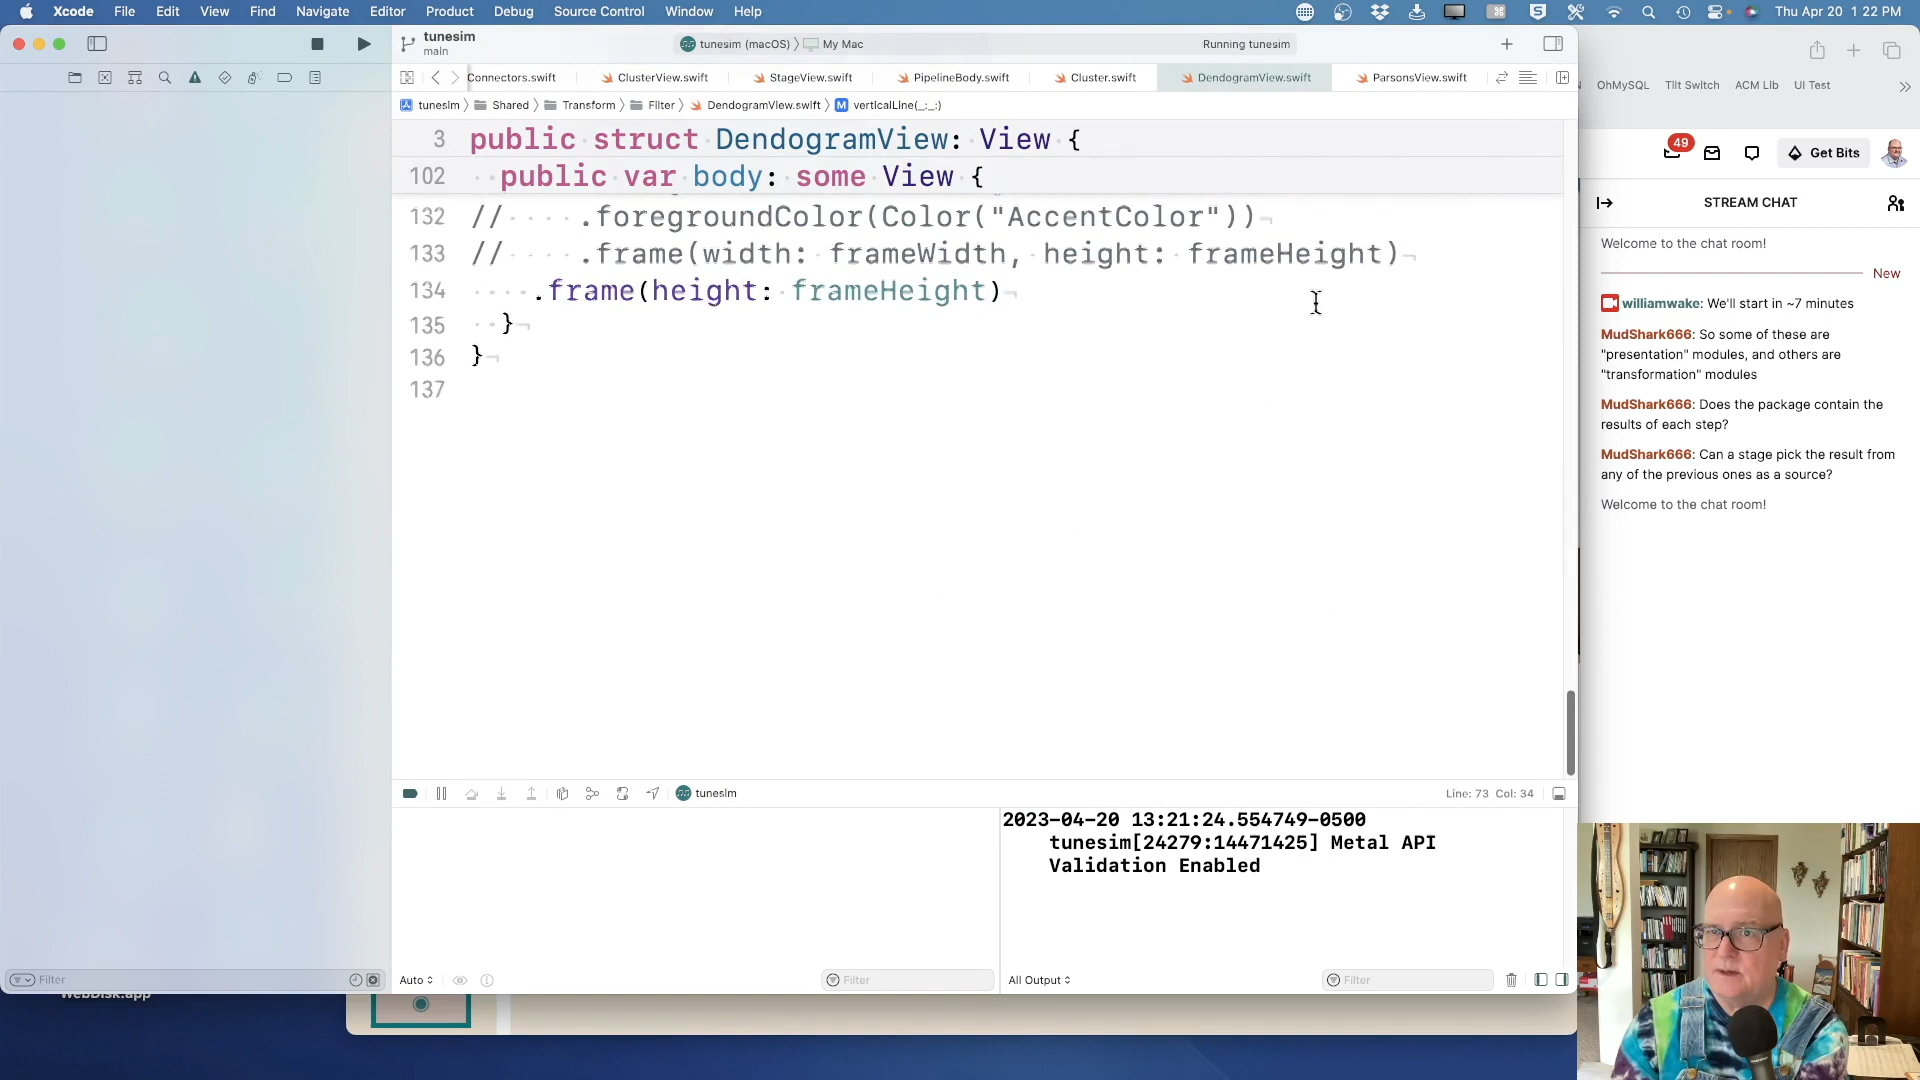 Xcode File Edit View Find Navigate Editor Product Debug Source Control Window Help
Thu Apr 20 1:22 PM
tunesim
main
tunesim (macOS) My Mac
Running tunesim
Connectors.swift ClusterView.swift StageView.swift PipelineBody.swift Cluster.swift DendogramView.swift ParsonsView.swift
tunesim Shared Transform Filter DendogramView.swift M verticalLine(_:_:)
3 public struct DendogramView: View {
102 public var body: some View {
132 // .foregroundColor(Color("AccentColor"))
133 // .frame(width: frameWidth, height: frameHeight)
134 .frame(height: frameHeight)
135 }
136 }
137
tunesim
Line: 73 Col: 34
2023-04-20 13:21:24.554749-0500
tunesim[24279:14471425] Metal API
Validation Enabled
Filter
Auto
Filter
All Output
Filter
WebDisk.app
OhMySQL Tilt Switch ACM Lib UI Test
49
Get Bits
STREAM CHAT
Welcome to the chat room!
New
williamwake: We'll start in ~7 minutes
MudShark666: So some of these are
"presentation" modules, and others are
"transformation" modules
MudShark666: Does the package contain the
results of each step?
MudShark666: Can a stage pick the result from
any of the previous ones as a source?
Welcome to the chat room!